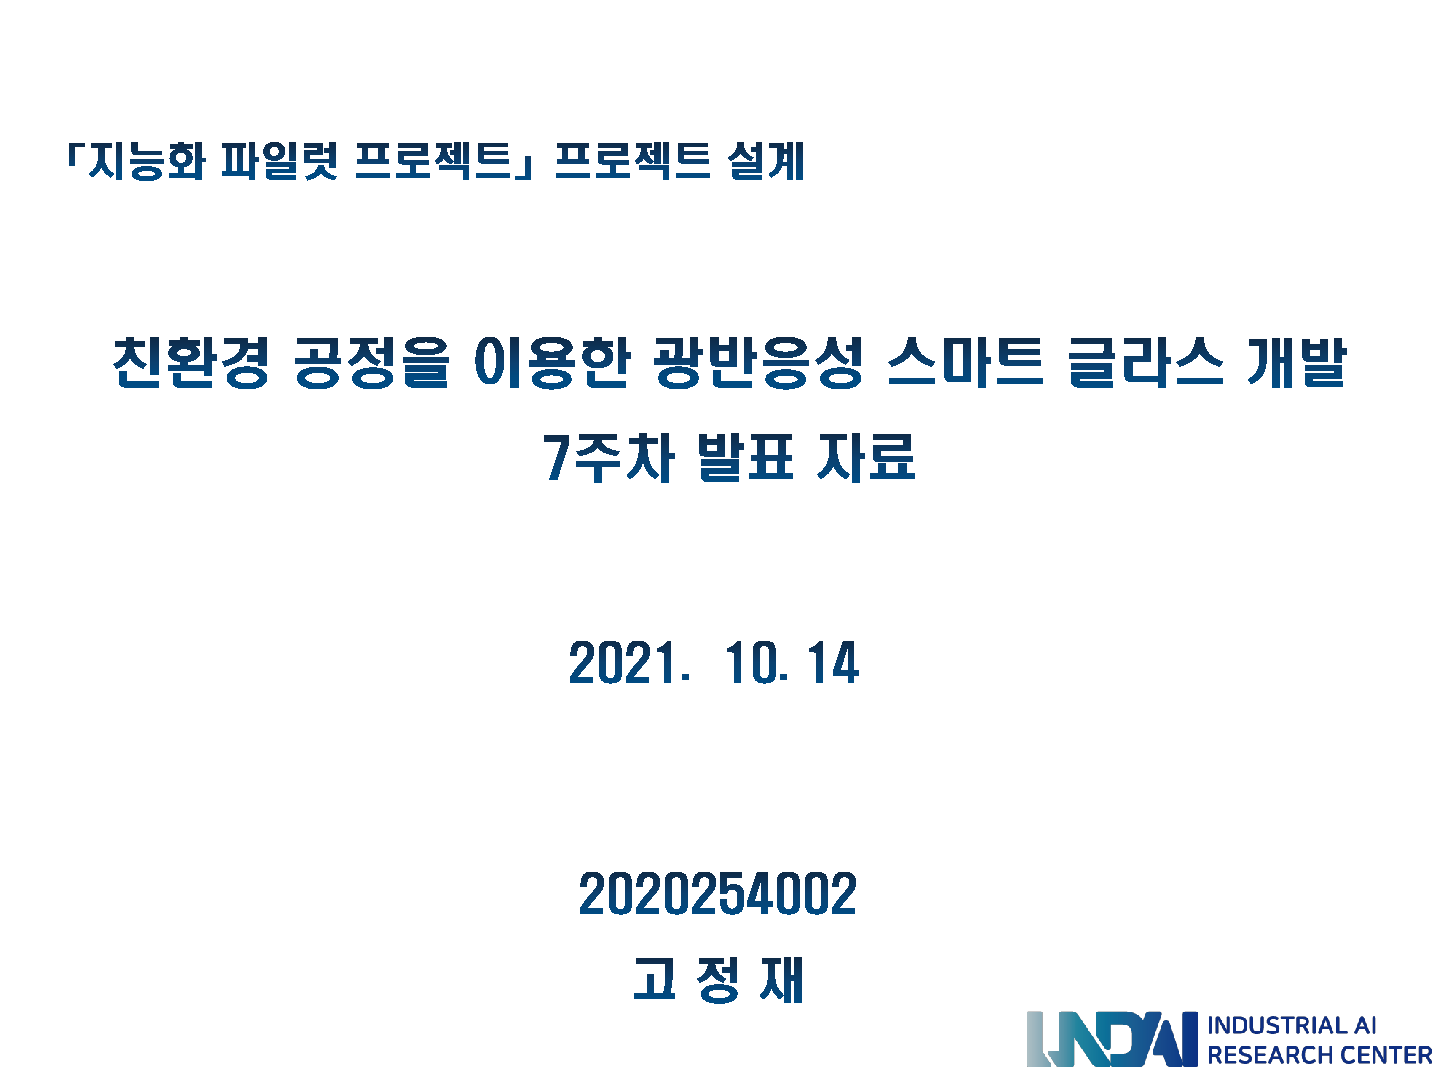 「지능화 파일럿 프로젝트」 프로젝트 설계
친환경 공정을 이용한 광반응성 스마트 글라스 개발
7주차 발표 자료
2021. 10. 14
2020254002
고 정 재
INDAI INDUSTRIAL AI
RESEARCH CENTER